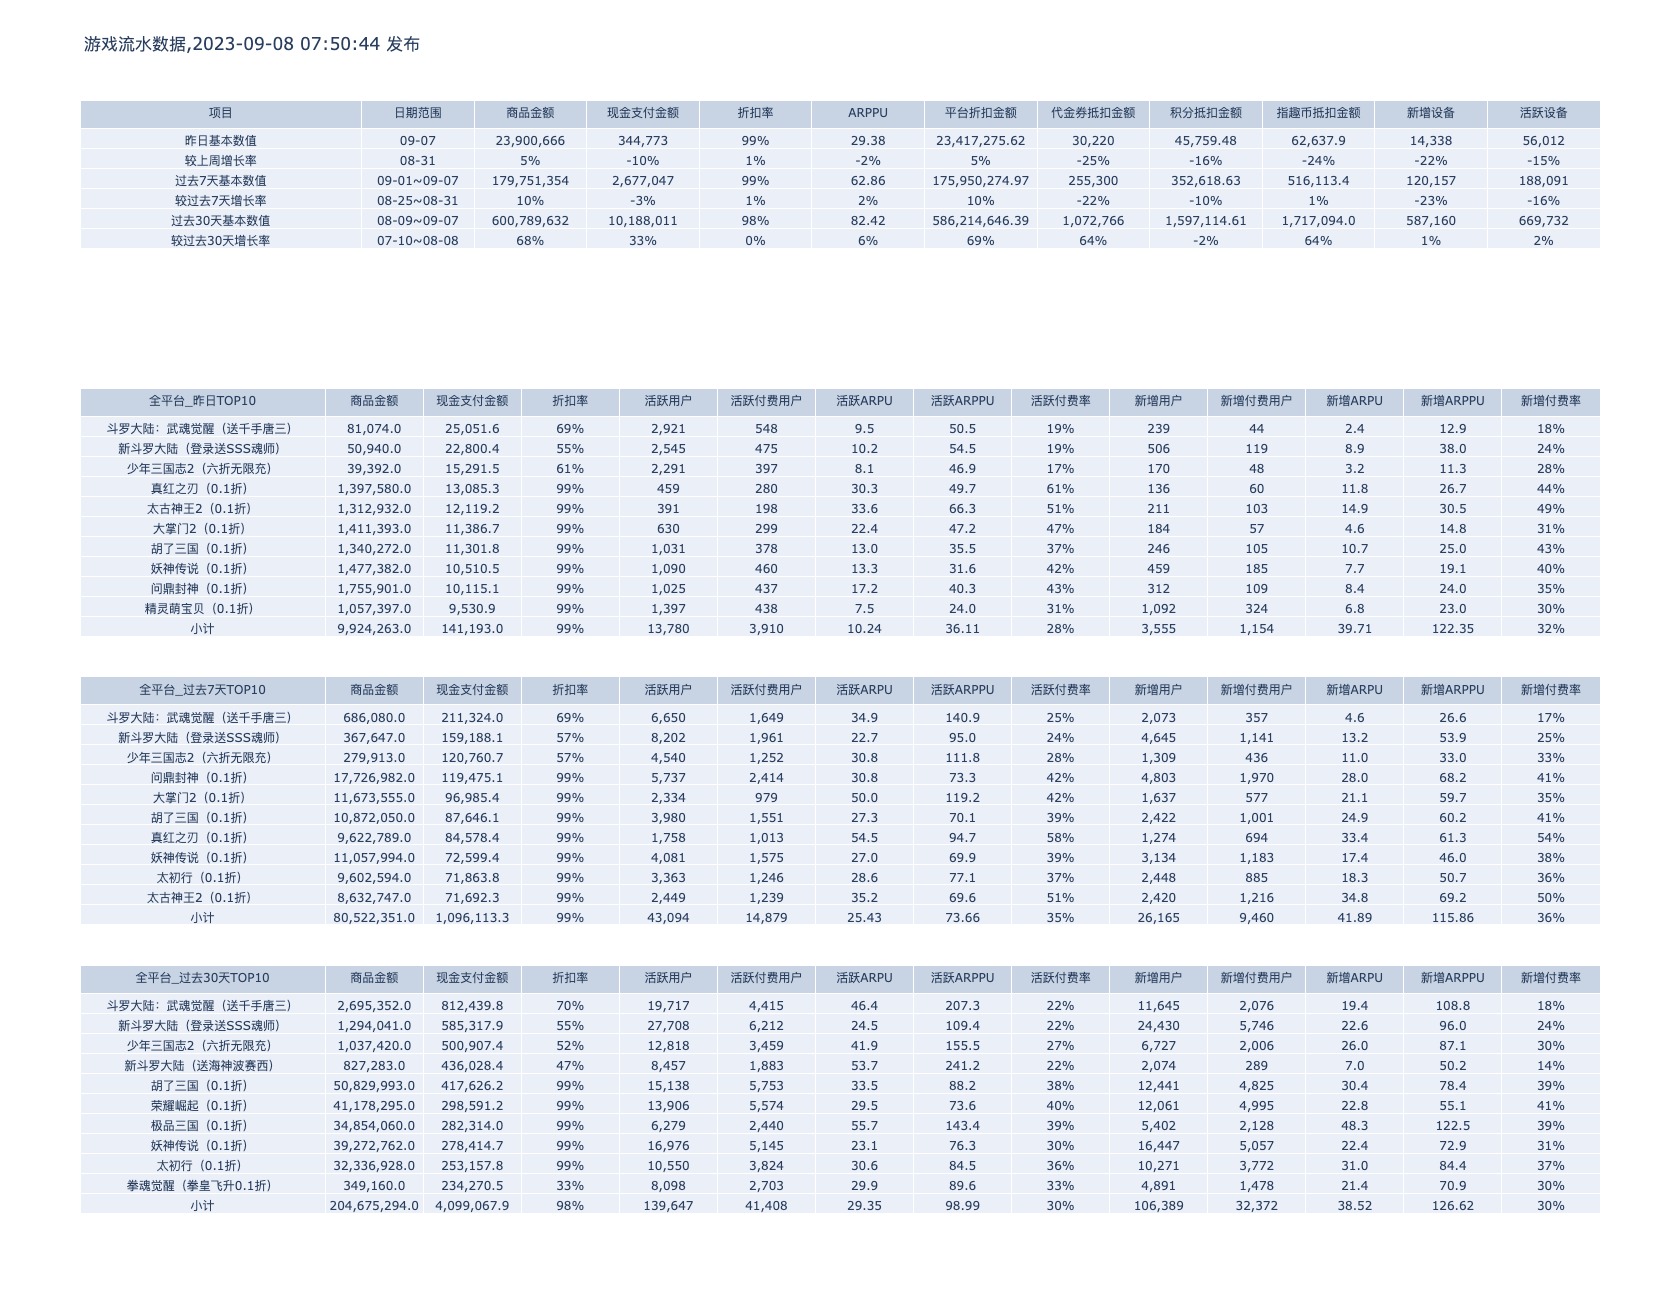 游戏流水数据,2023-09-08 07:50:44 发布
项目 日期范围 商品金额 现金支付金额 折扣率 ARPPU 平台折扣金额 代金券抵扣金额 积分抵扣金额 指趣币抵扣金额 新增设备 活跃设备
昨日基本数值 09-07 23,900,666 344,773 99% 29.38 23,417,275.62 30,220 45,759.48 62,637.9 14,338 56,012
较上周增长率 08-31 5% -10% 1% -2% 5% -25% -16% -24% -22% -15%
过去7天基本数值 09-01~09-07 179,751,354 2,677,047 99% 62.86 175,950,274.97 255,300 352,618.63 516,113.4 120,157 188,091
较过去7天增长率 08-25~08-31 10% -3% 1% 2% 10% -22% -10% 1% -23% -16%
过去30天基本数值 08-09~09-07 600,789,632 10,188,011 98% 82.42 586,214,646.39 1,072,766 1,597,114.61 1,717,094.0 587,160 669,732
较过去30天增长率 07-10~08-08 68% 33% 0% 6% 69% 64% -2% 64% 1% 2%
全平台_昨日TOP10 商品金额 现金支付金额 折扣率 活跃用户 活跃付费用户 活跃ARPU 活跃ARPPU 活跃付费率 新增用户 新增付费用户 新增ARPU 新增ARPPU 新增付费率
斗罗大陆：武魂觉醒（送千手唐三） 81,074.0 25,051.6 69% 2,921 548 9.5 50.5 19% 239 44 2.4 12.9 18%
新斗罗大陆（登录送SSS魂师） 50,940.0 22,800.4 55% 2,545 475 10.2 54.5 19% 506 119 8.9 38.0 24%
少年三国志2（六折无限充） 39,392.0 15,291.5 61% 2,291 397 8.1 46.9 17% 170 48 3.2 11.3 28%
真红之刃（0.1折） 1,397,580.0 13,085.3 99% 459 280 30.3 49.7 61% 136 60 11.8 26.7 44%
太古神王2（0.1折） 1,312,932.0 12,119.2 99% 391 198 33.6 66.3 51% 211 103 14.9 30.5 49%
大掌门2（0.1折） 1,411,393.0 11,386.7 99% 630 299 22.4 47.2 47% 184 57 4.6 14.8 31%
胡了三国（0.1折） 1,340,272.0 11,301.8 99% 1,031 378 13.0 35.5 37% 246 105 10.7 25.0 43%
妖神传说（0.1折） 1,477,382.0 10,510.5 99% 1,090 460 13.3 31.6 42% 459 185 7.7 19.1 40%
问鼎封神（0.1折） 1,755,901.0 10,115.1 99% 1,025 437 17.2 40.3 43% 312 109 8.4 24.0 35%
精灵萌宝贝（0.1折） 1,057,397.0 9,530.9 99% 1,397 438 7.5 24.0 31% 1,092 324 6.8 23.0 30%
小计 9,924,263.0 141,193.0 99% 13,780 3,910 10.24 36.11 28% 3,555 1,154 39.71 122.35 32%
全平台_过去7天TOP10 商品金额 现金支付金额 折扣率 活跃用户 活跃付费用户 活跃ARPU 活跃ARPPU 活跃付费率 新增用户 新增付费用户 新增ARPU 新增ARPPU 新增付费率
斗罗大陆：武魂觉醒（送千手唐三） 686,080.0 211,324.0 69% 6,650 1,649 34.9 140.9 25% 2,073 357 4.6 26.6 17%
新斗罗大陆（登录送SSS魂师） 367,647.0 159,188.1 57% 8,202 1,961 22.7 95.0 24% 4,645 1,141 13.2 53.9 25%
少年三国志2（六折无限充） 279,913.0 120,760.7 57% 4,540 1,252 30.8 111.8 28% 1,309 436 11.0 33.0 33%
问鼎封神（0.1折） 17,726,982.0 119,475.1 99% 5,737 2,414 30.8 73.3 42% 4,803 1,970 28.0 68.2 41%
大掌门2（0.1折） 11,673,555.0 96,985.4 99% 2,334 979 50.0 119.2 42% 1,637 577 21.1 59.7 35%
胡了三国（0.1折） 10,872,050.0 87,646.1 99% 3,980 1,551 27.3 70.1 39% 2,422 1,001 24.9 60.2 41%
真红之刃（0.1折） 9,622,789.0 84,578.4 99% 1,758 1,013 54.5 94.7 58% 1,274 694 33.4 61.3 54%
妖神传说（0.1折） 11,057,994.0 72,599.4 99% 4,081 1,575 27.0 69.9 39% 3,134 1,183 17.4 46.0 38%
太初行（0.1折） 9,602,594.0 71,863.8 99% 3,363 1,246 28.6 77.1 37% 2,448 885 18.3 50.7 36%
太古神王2（0.1折） 8,632,747.0 71,692.3 99% 2,449 1,239 35.2 69.6 51% 2,420 1,216 34.8 69.2 50%
小计 80,522,351.0 1,096,113.3 99% 43,094 14,879 25.43 73.66 35% 26,165 9,460 41.89 115.86 36%
全平台_过去30天TOP10 商品金额 现金支付金额 折扣率 活跃用户 活跃付费用户 活跃ARPU 活跃ARPPU 活跃付费率 新增用户 新增付费用户 新增ARPU 新增ARPPU 新增付费率
斗罗大陆：武魂觉醒（送千手唐三） 2,695,352.0 812,439.8 70% 19,717 4,415 46.4 207.3 22% 11,645 2,076 19.4 108.8 18%
新斗罗大陆（登录送SSS魂师） 1,294,041.0 585,317.9 55% 27,708 6,212 24.5 109.4 22% 24,430 5,746 22.6 96.0 24%
少年三国志2（六折无限充） 1,037,420.0 500,907.4 52% 12,818 3,459 41.9 155.5 27% 6,727 2,006 26.0 87.1 30%
新斗罗大陆（送海神波赛西） 827,283.0 436,028.4 47% 8,457 1,883 53.7 241.2 22% 2,074 289 7.0 50.2 14%
胡了三国（0.1折） 50,829,993.0 417,626.2 99% 15,138 5,753 33.5 88.2 38% 12,441 4,825 30.4 78.4 39%
荣耀崛起（0.1折） 41,178,295.0 298,591.2 99% 13,906 5,574 29.5 73.6 40% 12,061 4,995 22.8 55.1 41%
极品三国（0.1折） 34,854,060.0 282,314.0 99% 6,279 2,440 55.7 143.4 39% 5,402 2,128 48.3 122.5 39%
妖神传说（0.1折） 39,272,762.0 278,414.7 99% 16,976 5,145 23.1 76.3 30% 16,447 5,057 22.4 72.9 31%
太初行（0.1折） 32,336,928.0 253,157.8 99% 10,550 3,824 30.6 84.5 36% 10,271 3,772 31.0 84.4 37%
拳魂觉醒（拳皇飞升0.1折） 349,160.0 234,270.5 33% 8,098 2,703 29.9 89.6 33% 4,891 1,478 21.4 70.9 30%
小计 204,675,294.0 4,099,067.9 98% 139,647 41,408 29.35 98.99 30% 106,389 32,372 38.52 126.62 30%